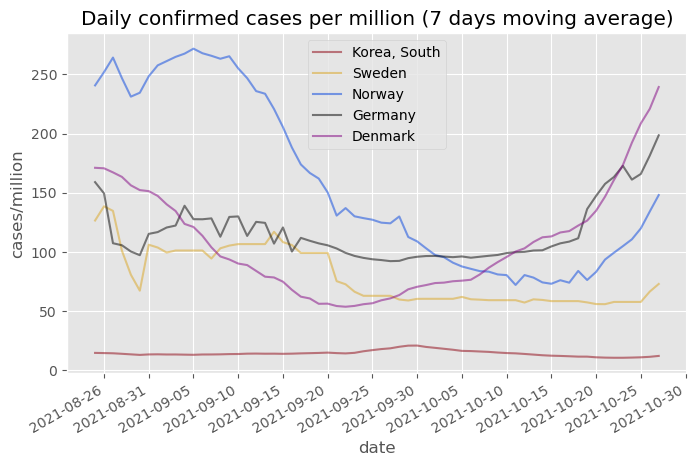 Daily confirmed cases per million (7 days moving average)
Korea, South
Sweden
Norway
Germany
Denmark
cases/million
250
200
150
100
50
0
2021-08-26
2021-08-31
2021-09-05
2021-09-10
2021-09-15
2021-09-20
2021-09-25
2021-09-30
2021-10-05
2021-10-10
2021-10-15
2021-10-20
2021-10-25
2021-10-30
date